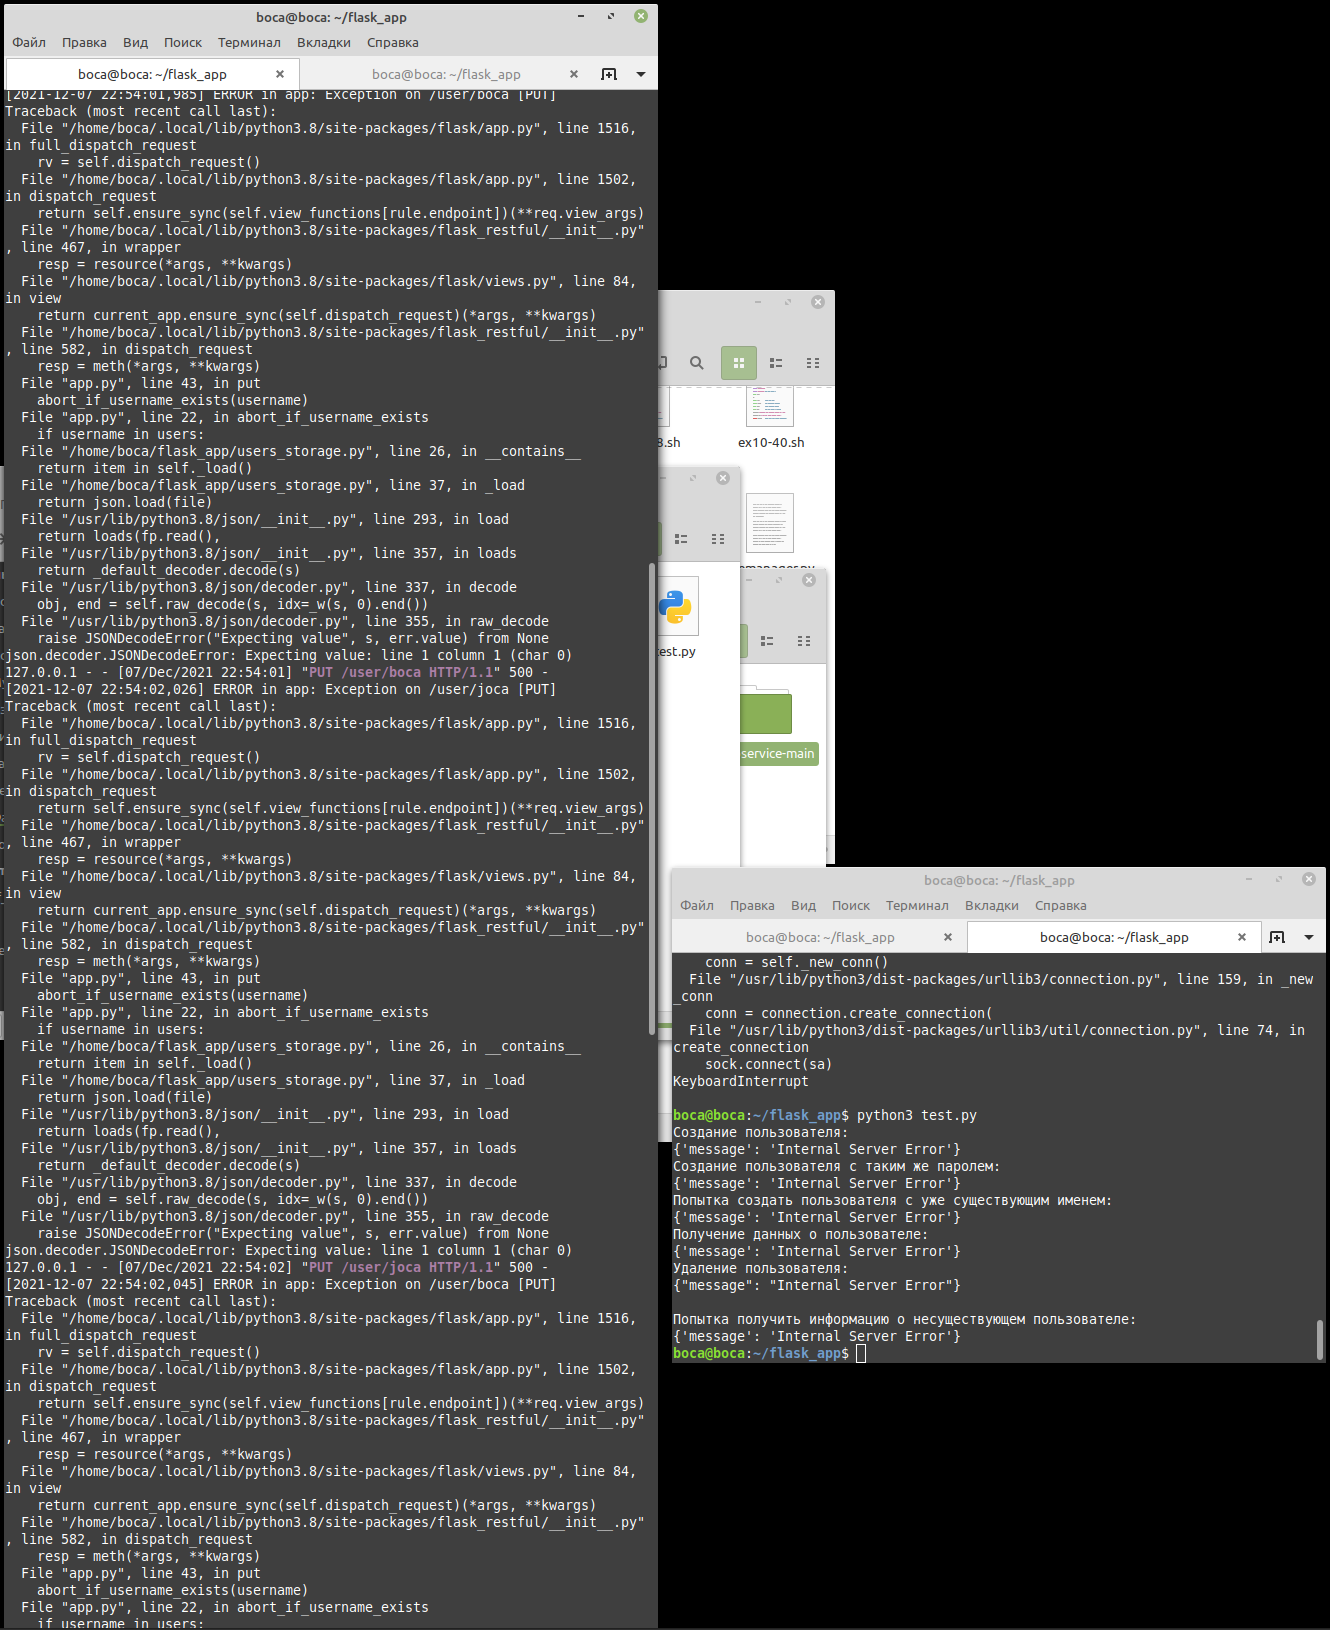 boca@boca: ~/flask_app
Файл Правка Вид Поиск Терминал Вкладки Справка
boca@boca: ~/flask_app boca@boca: ~/flask_app
[2021-12-07 22:54:01,985] ERROR in app: Exception on /user/boca [PUT]
Traceback (most recent call last):
File "/home/boca/.local/lib/python3.8/site-packages/flask/app.py", line 1516,
in full_dispatch_request
rv = self.dispatch_request()
File "/home/boca/.local/lib/python3.8/site-packages/flask/app.py", line 1502,
in dispatch_request
return self.ensure_sync(self.view_functions[rule.endpoint])(**req.view_args)
File "/home/boca/.local/lib/python3.8/site-packages/flask_restful/__init__.py"
, line 467, in wrapper
resp = resource(*args, **kwargs)
File "/home/boca/.local/lib/python3.8/site-packages/flask/views.py", line 84,
in view
return current_app.ensure_sync(self.dispatch_request)(*args, **kwargs)
File "/home/boca/.local/lib/python3.8/site-packages/flask_restful/__init__.py"
, line 582, in dispatch_request
resp = meth(*args, **kwargs)
File "app.py", line 43, in put
abort_if_username_exists(username)
File "app.py", line 22, in abort_if_username_exists
if username in users:
File "/home/boca/flask_app/users_storage.py", line 26, in __contains__
return item in self._load()
File "/home/boca/flask_app/users_storage.py", line 37, in _load
return json.load(file)
File "/usr/lib/python3.8/json/__init__.py", line 293, in load
return loads(fp.read(),
File "/usr/lib/python3.8/json/__init__.py", line 357, in loads
return _default_decoder.decode(s)
File "/usr/lib/python3.8/json/decoder.py", line 337, in decode
obj, end = self.raw_decode(s, idx=_w(s, 0).end())
File "/usr/lib/python3.8/json/decoder.py", line 355, in raw_decode
raise JSONDecodeError("Expecting value", s, err.value) from None
json.decoder.JSONDecodeError: Expecting value: line 1 column 1 (char 0)
127.0.0.1 - - [07/Dec/2021 22:54:01] "PUT /user/boca HTTP/1.1" 500 -
[2021-12-07 22:54:02,026] ERROR in app: Exception on /user/joca [PUT]
Traceback (most recent call last):
File "/home/boca/.local/lib/python3.8/site-packages/flask/app.py", line 1516,
in full_dispatch_request
rv = self.dispatch_request()
File "/home/boca/.local/lib/python3.8/site-packages/flask/app.py", line 1502,
in dispatch_request
return self.ensure_sync(self.view_functions[rule.endpoint])(**req.view_args)
File "/home/boca/.local/lib/python3.8/site-packages/flask_restful/__init__.py"
, line 467, in wrapper
resp = resource(*args, **kwargs)
File "/home/boca/.local/lib/python3.8/site-packages/flask/views.py", line 84,
in view
return current_app.ensure_sync(self.dispatch_request)(*args, **kwargs)
File "/home/boca/.local/lib/python3.8/site-packages/flask_restful/__init__.py"
, line 582, in dispatch_request
resp = meth(*args, **kwargs)
File "app.py", line 43, in put
abort_if_username_exists(username)
File "app.py", line 22, in abort_if_username_exists
if username in users:
File "/home/boca/flask_app/users_storage.py", line 26, in __contains__
return item in self._load()
File "/home/boca/flask_app/users_storage.py", line 37, in _load
return json.load(file)
File "/usr/lib/python3.8/json/__init__.py", line 293, in load
return loads(fp.read(),
File "/usr/lib/python3.8/json/__init__.py", line 357, in loads
return _default_decoder.decode(s)
File "/usr/lib/python3.8/json/decoder.py", line 337, in decode
obj, end = self.raw_decode(s, idx=_w(s, 0).end())
File "/usr/lib/python3.8/json/decoder.py", line 355, in raw_decode
raise JSONDecodeError("Expecting value", s, err.value) from None
json.decoder.JSONDecodeError: Expecting value: line 1 column 1 (char 0)
127.0.0.1 - - [07/Dec/2021 22:54:02] "PUT /user/joca HTTP/1.1" 500 -
[2021-12-07 22:54:02,045] ERROR in app: Exception on /user/boca [PUT]
Traceback (most recent call last):
File "/home/boca/.local/lib/python3.8/site-packages/flask/app.py", line 1516,
in full_dispatch_request
rv = self.dispatch_request()
File "/home/boca/.local/lib/python3.8/site-packages/flask/app.py", line 1502,
in dispatch_request
return self.ensure_sync(self.view_functions[rule.endpoint])(**req.view_args)
File "/home/boca/.local/lib/python3.8/site-packages/flask_restful/__init__.py"
, line 467, in wrapper
resp = resource(*args, **kwargs)
File "/home/boca/.local/lib/python3.8/site-packages/flask/views.py", line 84,
in view
return current_app.ensure_sync(self.dispatch_request)(*args, **kwargs)
File "/home/boca/.local/lib/python3.8/site-packages/flask_restful/__init__.py"
, line 582, in dispatch_request
resp = meth(*args, **kwargs)
File "app.py", line 43, in put
abort_if_username_exists(username)
File "app.py", line 22, in abort_if_username_exists
if username in users:
8.sh ex10-40.sh
test.py
service-main
boca@boca: ~/flask_app
Файл Правка Вид Поиск Терминал Вкладки Справка
boca@boca: ~/flask_app boca@boca: ~/flask_app
conn = self._new_conn()
File "/usr/lib/python3/dist-packages/urllib3/connection.py", line 159, in _new
_conn
conn = connection.create_connection(
File "/usr/lib/python3/dist-packages/urllib3/util/connection.py", line 74, in
create_connection
sock.connect(sa)
KeyboardInterrupt
boca@boca:~/flask_app$ python3 test.py
Создание пользователя:
{'message': 'Internal Server Error'}
Создание пользователя с таким же паролем:
{'message': 'Internal Server Error'}
Попытка создать пользователя с уже существующим именем:
{'message': 'Internal Server Error'}
Получение данных о пользователе:
{'message': 'Internal Server Error'}
Удаление пользователя:
{"message": "Internal Server Error"}
Попытка получить информацию о несуществующем пользователе:
{'message': 'Internal Server Error'}
boca@boca:~/flask_app$